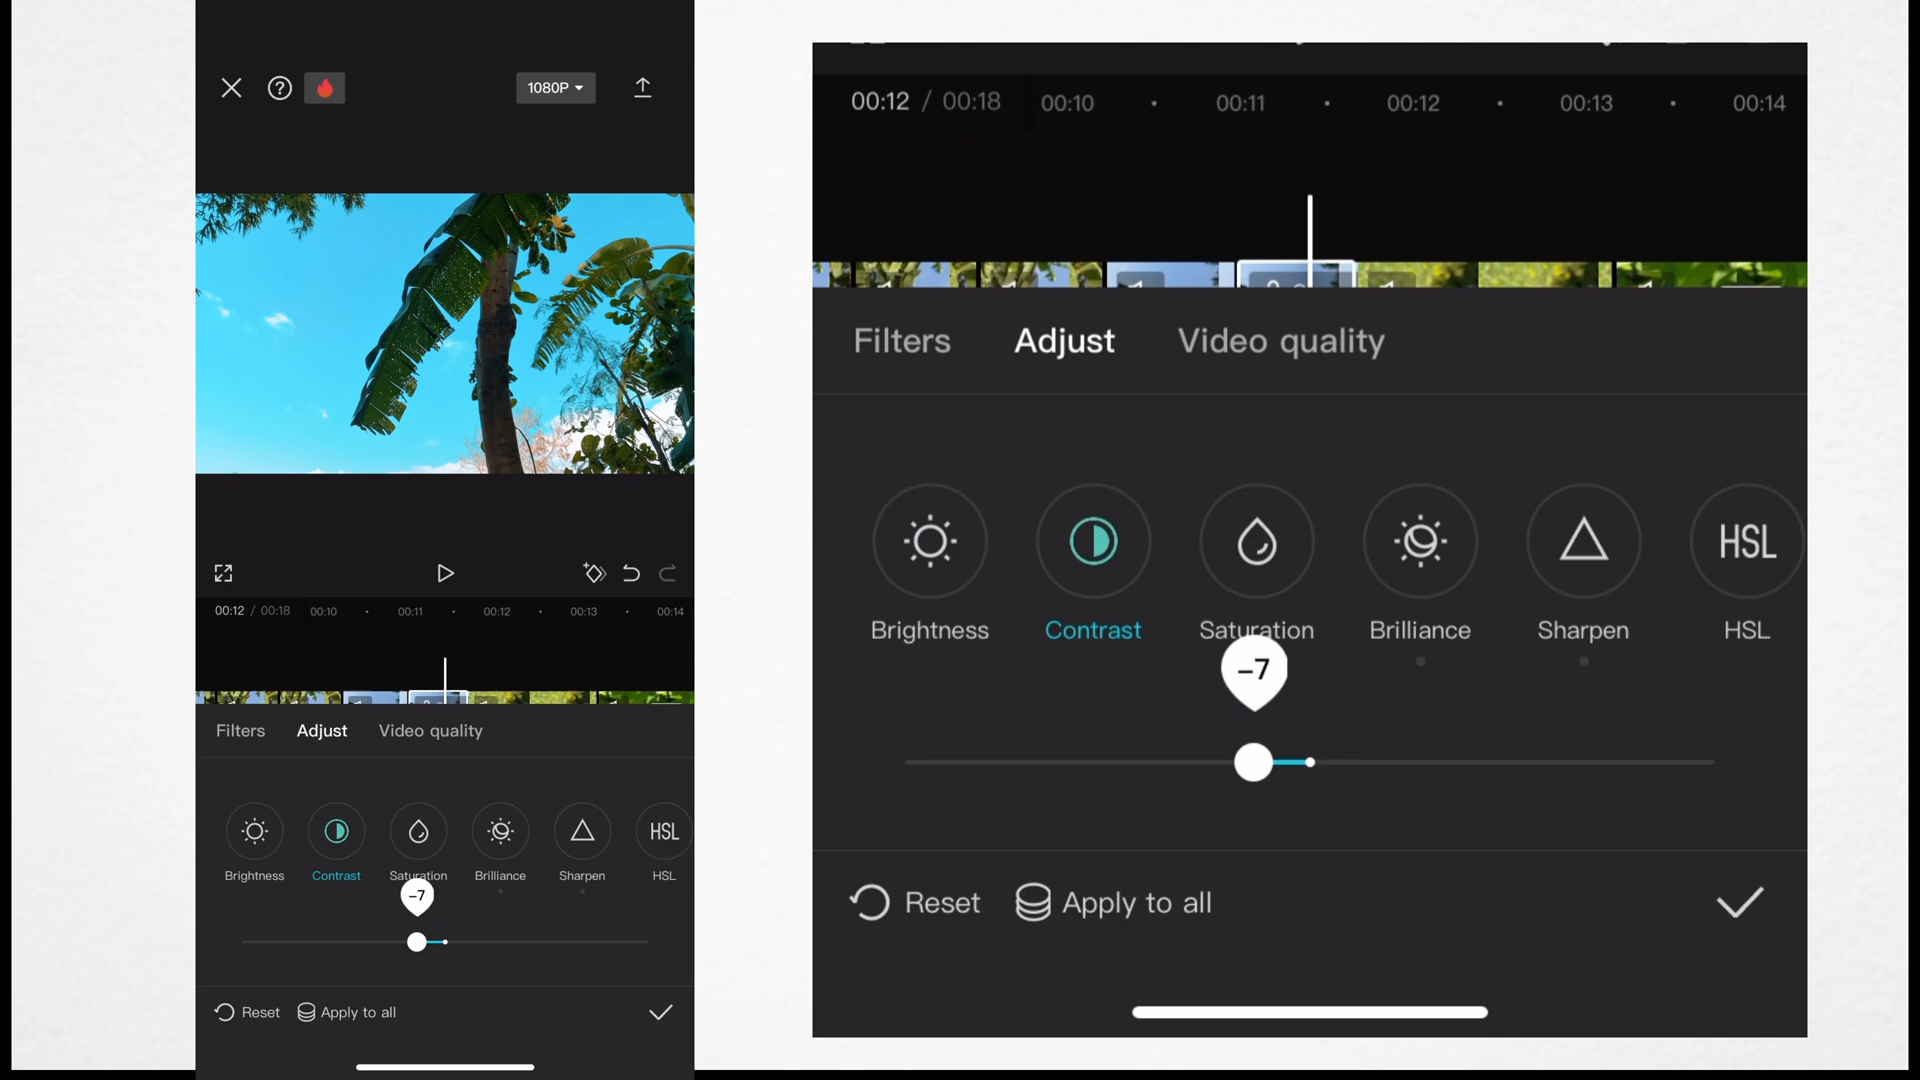 1080P
00:12 / 00:18 00:10 00:11 00:12 00:13 00:14
Filters Adjust Video quality
Brightness Contrast Saturation Brilliance Sharpen HSL
HSL
-7
Reset Apply to all
00:12 / 00:18 00:10 00:11 00:12 00:13 00:14
Filters Adjust Video quality
HSL
Brightness Contrast Saturation Brilliance Sharpen HSL
-7
Reset Apply to all